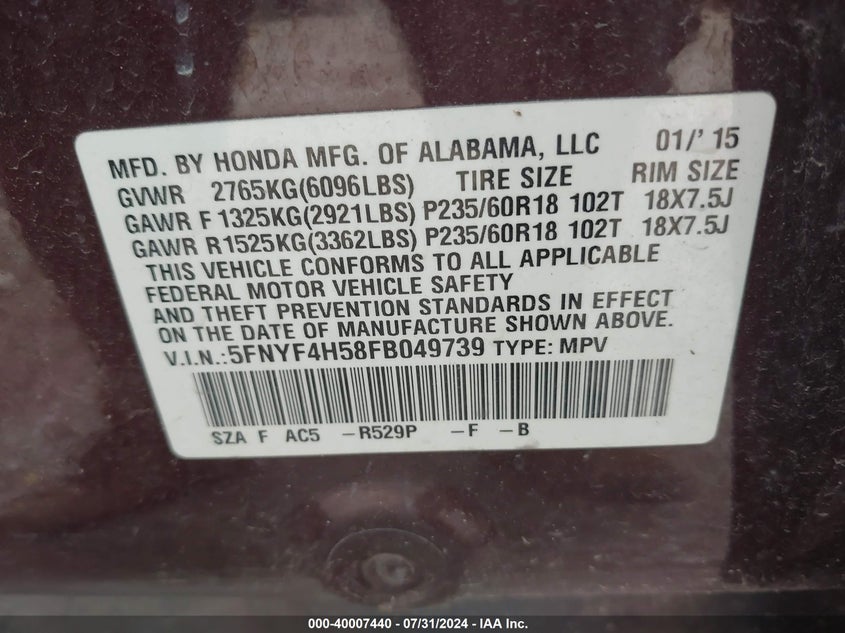 MFD. BY HONDA MFG. OF ALABAMA, LLC 01/' 15
GVWR 2765KG(6096LBS) TIRE SIZE RIM SIZE
GAWR F 1325KG(2921LBS) P235/60R18 102T 18X7.5J
GAWR R1525KG(3362LBS) P235/60R18 102T 18X7.5J
THIS VEHICLE CONFORMS TO ALL APPLICABLE
FEDERAL MOTOR VEHICLE SAFETY
AND THEFT PREVENTION STANDARDS IN EFFECT
ON THE DATE OF MANUFACTURE SHOWN ABOVE.
V.I.N.:5FNYF4H58FB049739 TYPE: MPV
SZA F AC5 -R529P -F -B
000-40007440 - 07/31/2024 - IAA Inc.